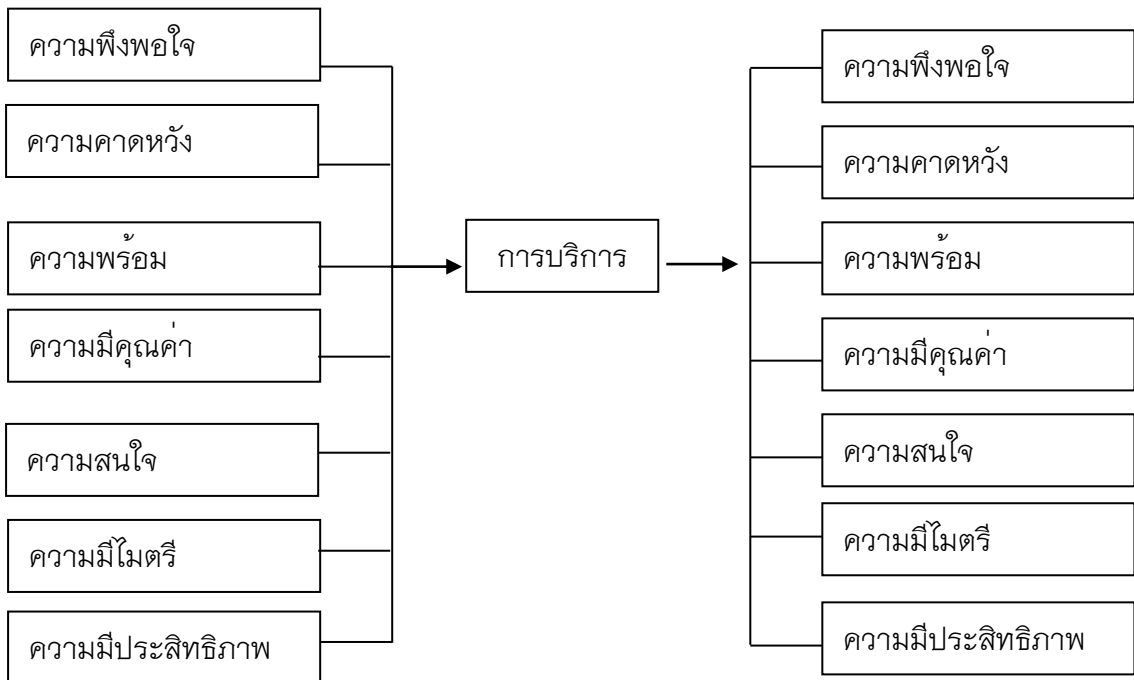 ความพึงพอใจ
ความคาดหวัง
ความพร้อม
ความมีคุณค่า
ความสนใจ
ความมีไมตรี
ความมีประสิทธิภาพ
การบริการ
ความพึงพอใจ
ความคาดหวัง
ความพร้อม
ความมีคุณค่า
ความสนใจ
ความมีไมตรี
ความมีประสิทธิภาพ